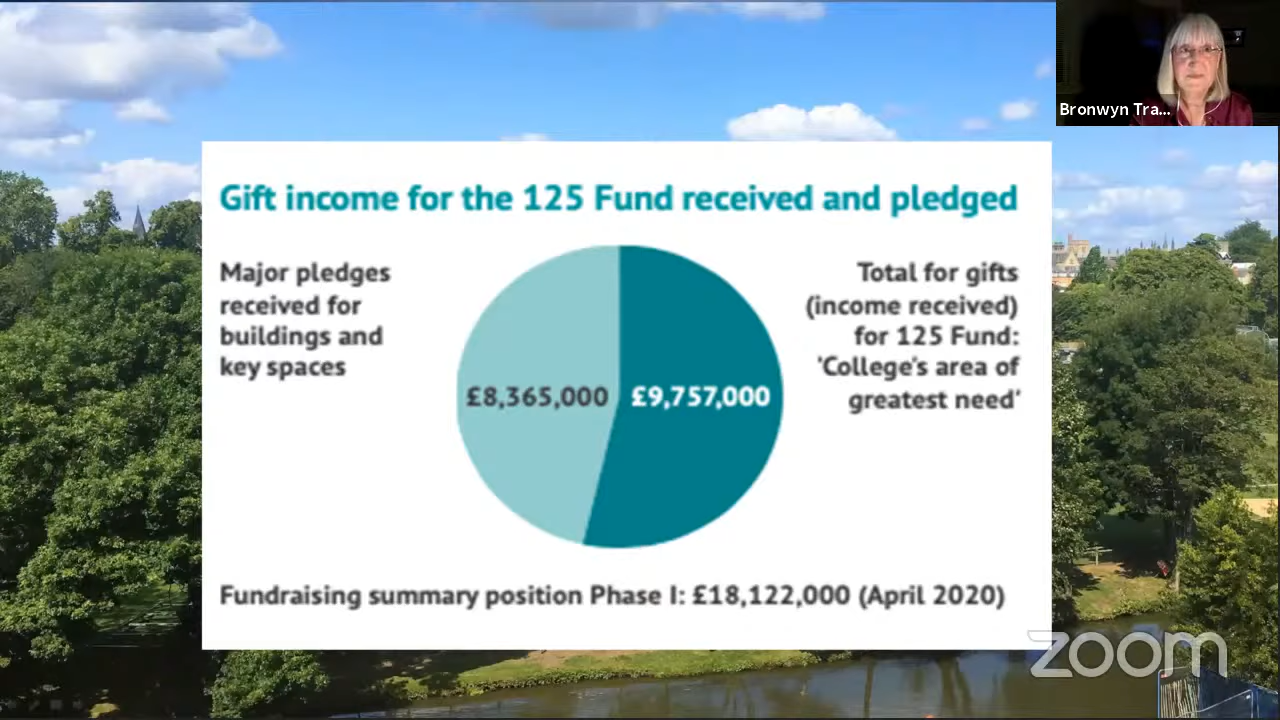 Bronwyn Tra...
Gift income for the 125 Fund received and pledged
Major pledges
received for
buildings and
key spaces
£8,365,000
£9,757,000
Total for gifts
(income received)
for 125 Fund:
'College's area of
greatest need'
Fundraising summary position Phase I: £18,122,000 (April 2020)
zoom